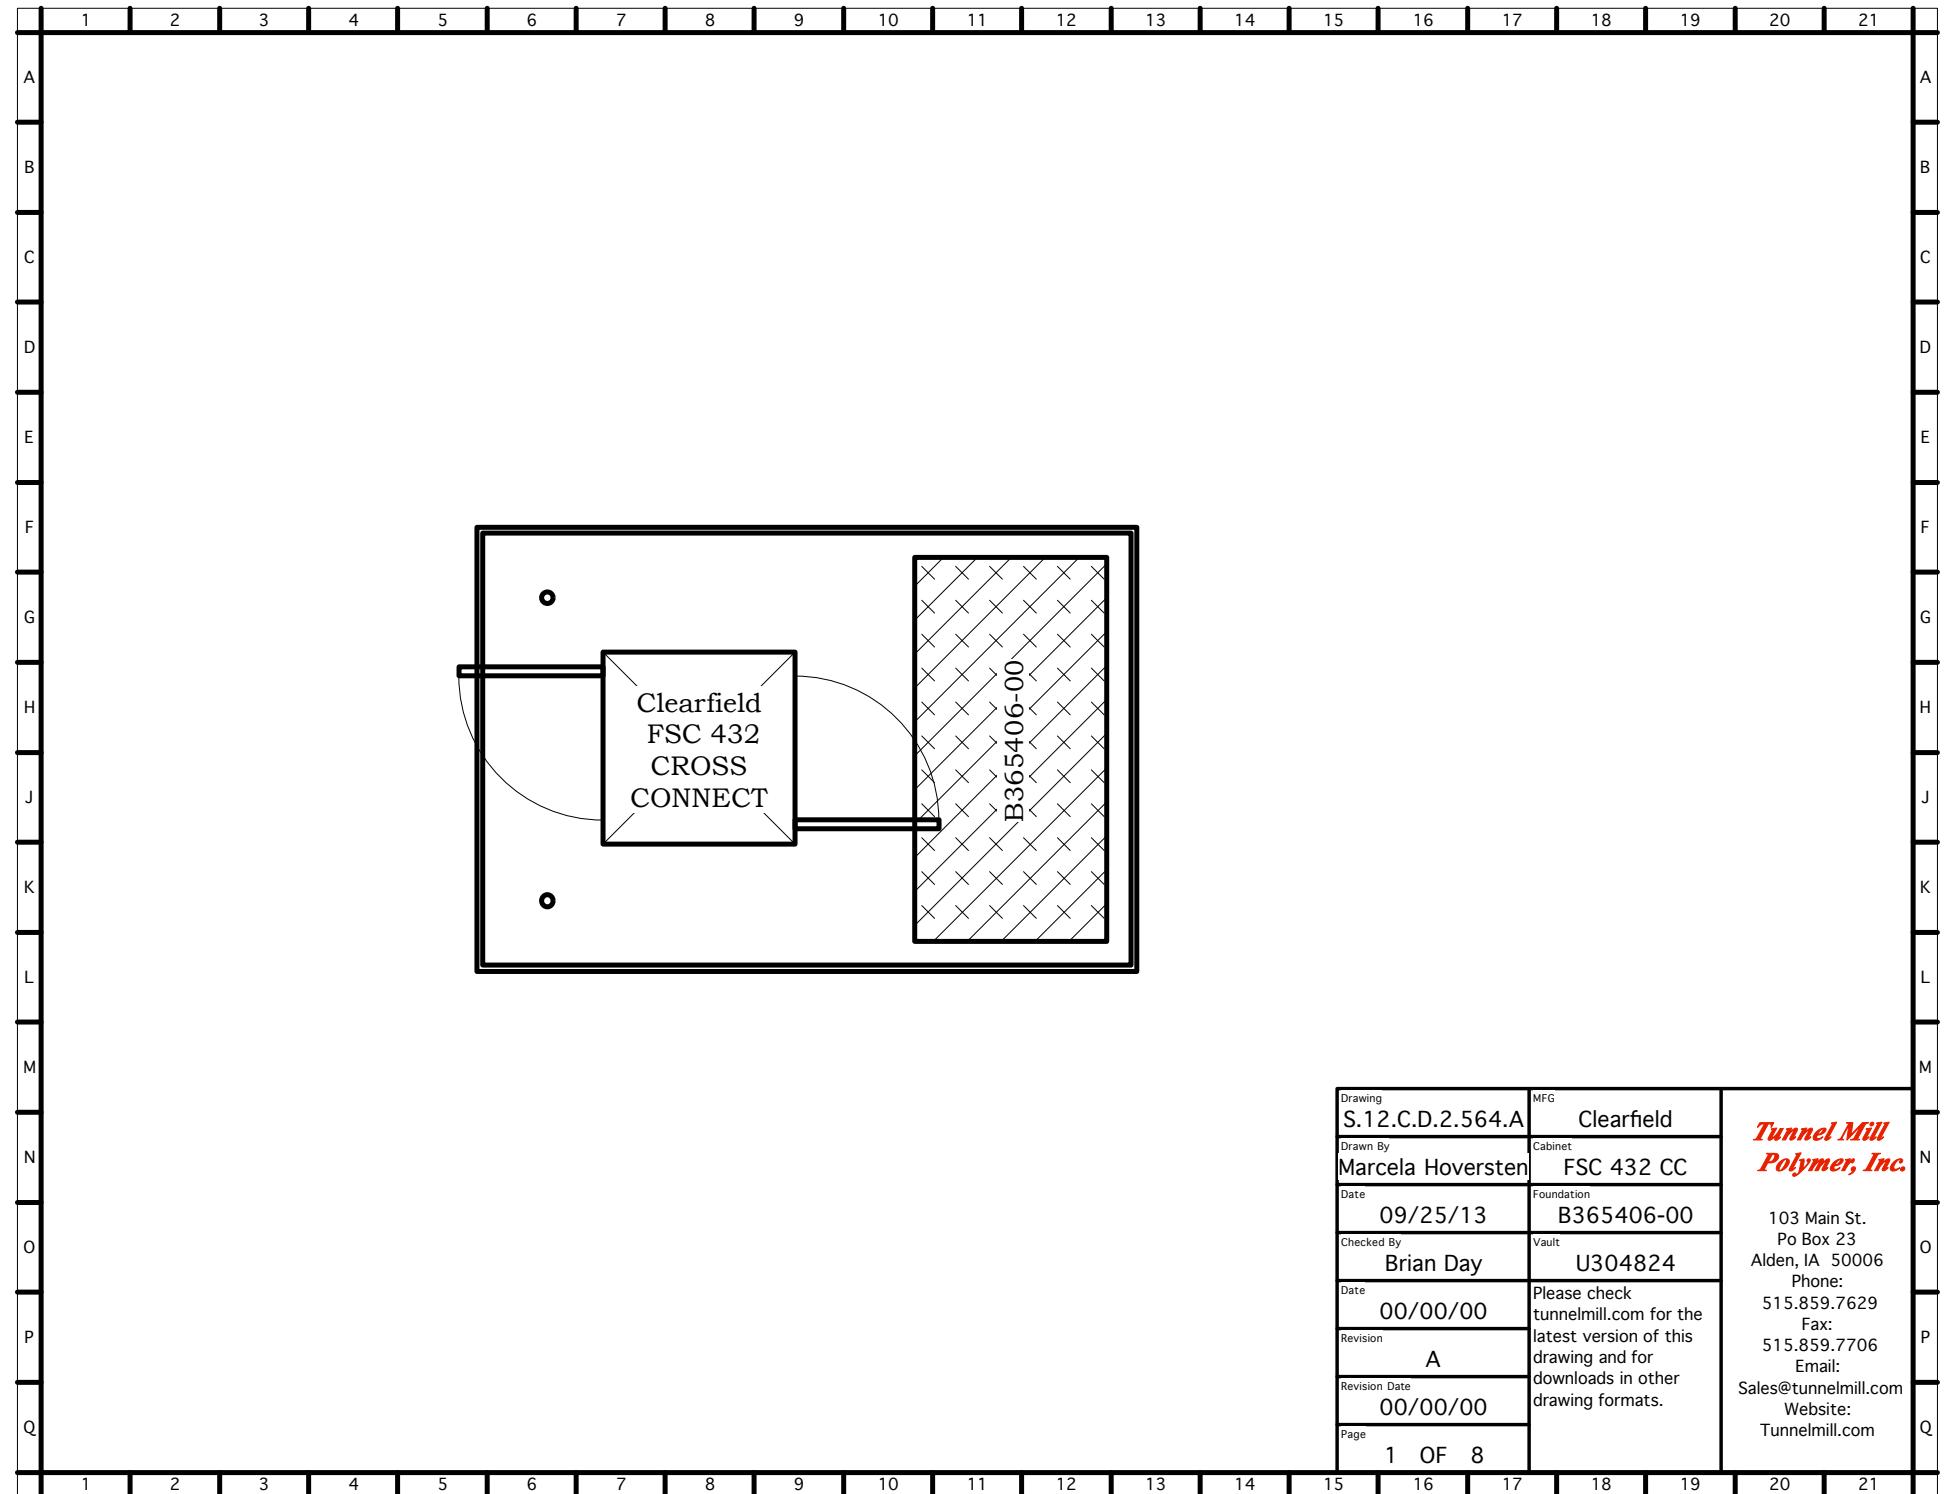 1 2 3 4 5 6 7 8 9 10 11 12 13 14 15 16 17 18 19 20 21
A A
B B
C C
D D
E E
F F
G G
H H
J J
K K
L L
M M
N N
O O
P P
Q Q
Clearfield
FSC 432
CROSS
CONNECT
B365406-00
Drawing
S.12.C.D.2.564.A
MFG
Clearfield
Drawn By
Marcela Hoversten
Cabinet
FSC 432 CC
Date
09/25/13
Foundation
B365406-00
Checked By
Brian Day
Vault
U304824
Date
00/00/00
Revision
A
Revision Date
00/00/00
Page
1 OF 8
Please check
tunnelmill.com for the
latest version of this
drawing and for
downloads in other
drawing formats.
Tunnel Mill
Polymer, Inc.
103 Main St.
Po Box 23
Alden, IA 50006
Phone:
515.859.7629
Fax:
515.859.7706
Email:
Sales@tunnelmill.com
Website:
Tunnelmill.com
1 2 3 4 5 6 7 8 9 10 11 12 13 14 15 16 17 18 19 20 21